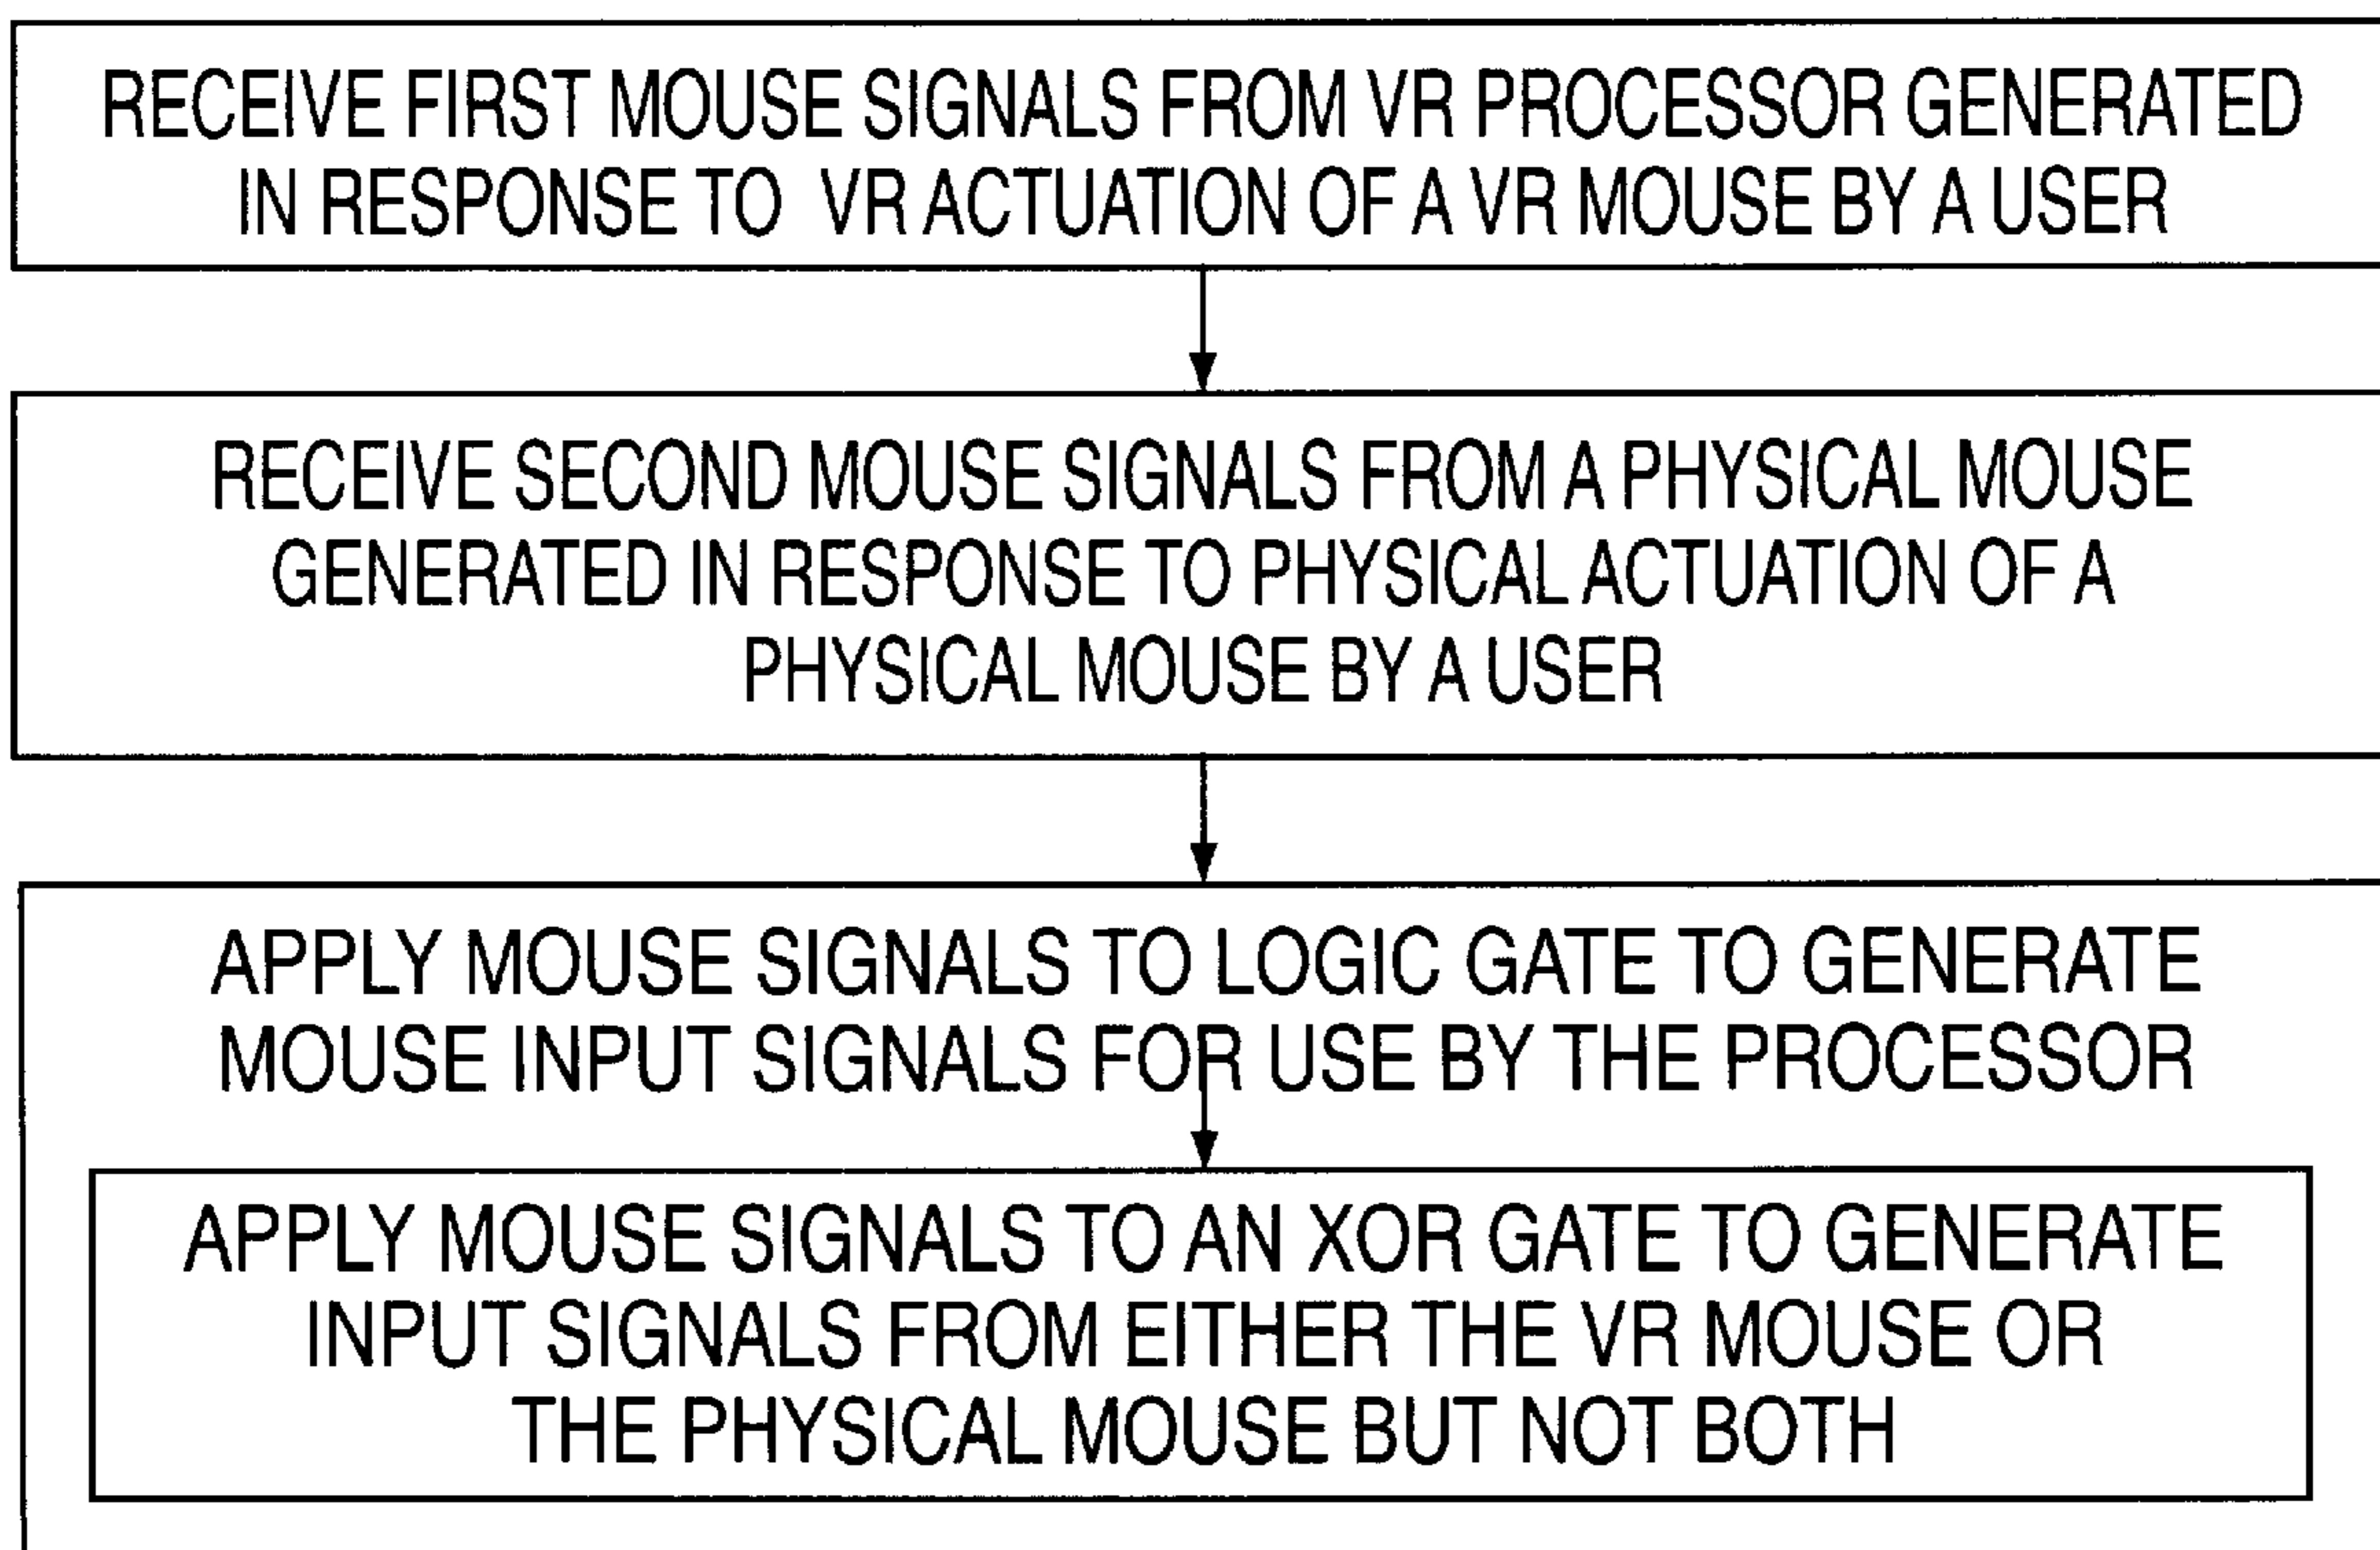 RECEIVE FIRST MOUSE SIGNALS FROM VR PROCESSOR GENERATED
IN RESPONSE TO VR ACTUATION OF A VR MOUSE BY A USER
RECEIVE SECOND MOUSE SIGNALS FROM A PHYSICAL MOUSE
GENERATED IN RESPONSE TO PHYSICAL ACTUATION OF A
PHYSICAL MOUSE BY A USER
APPLY MOUSE SIGNALS TO LOGIC GATE TO GENERATE
MOUSE INPUT SIGNALS FOR USE BY THE PROCESSOR
APPLY MOUSE SIGNALS TO AN XOR GATE TO GENERATE
INPUT SIGNALS FROM EITHER THE VR MOUSE OR
THE PHYSICAL MOUSE BUT NOT BOTH